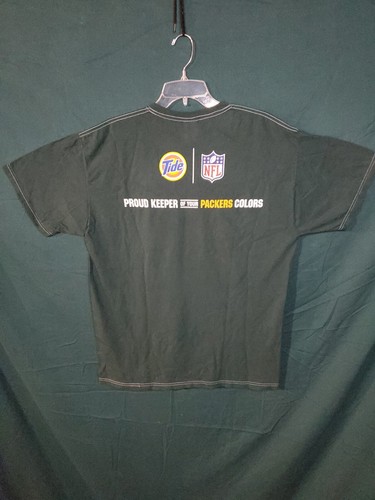 Tide NFL
PROUD KEEPER OF YOUR PACKERS COLORS